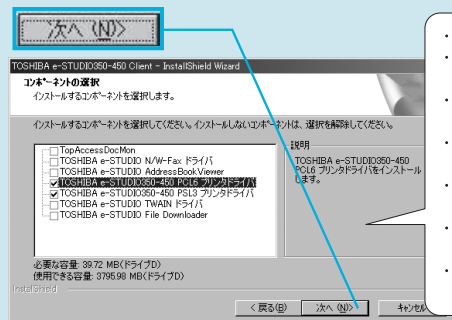 次へ (N)>
TOSHIBA e-STUDIO350-450 Client - InstallShield Wizard
コンポーネントの選択
インストールするコンポーネントを選択します。
インストールするコンポーネントを選択してください。インストールしないコンポーネントは、選択を解除してください。
TopAccessDocMon
TOSHIBA e-STUDIO N/W-Fax ドライバ
TOSHIBA e-STUDIO AddressBookViewer
TOSHIBA e-STUDIO350-450 PCL6 プリンタドライバ
TOSHIBA e-STUDIO350-450 PSL3 プリンタドライバ
TOSHIBA e-STUDIO TWAIN ドライバ
TOSHIBA e-STUDIO File Downloader
説明
TOSHIBA e-STUDIO350-450
PCL6 プリンタドライバをインストール
します。
必要な容量: 39.72 MB(ドライブD)
使用できる容量: 3795.98 MB(ドライブD)
InstallShield
< 戻る(B) 次へ (N)> キャンセル